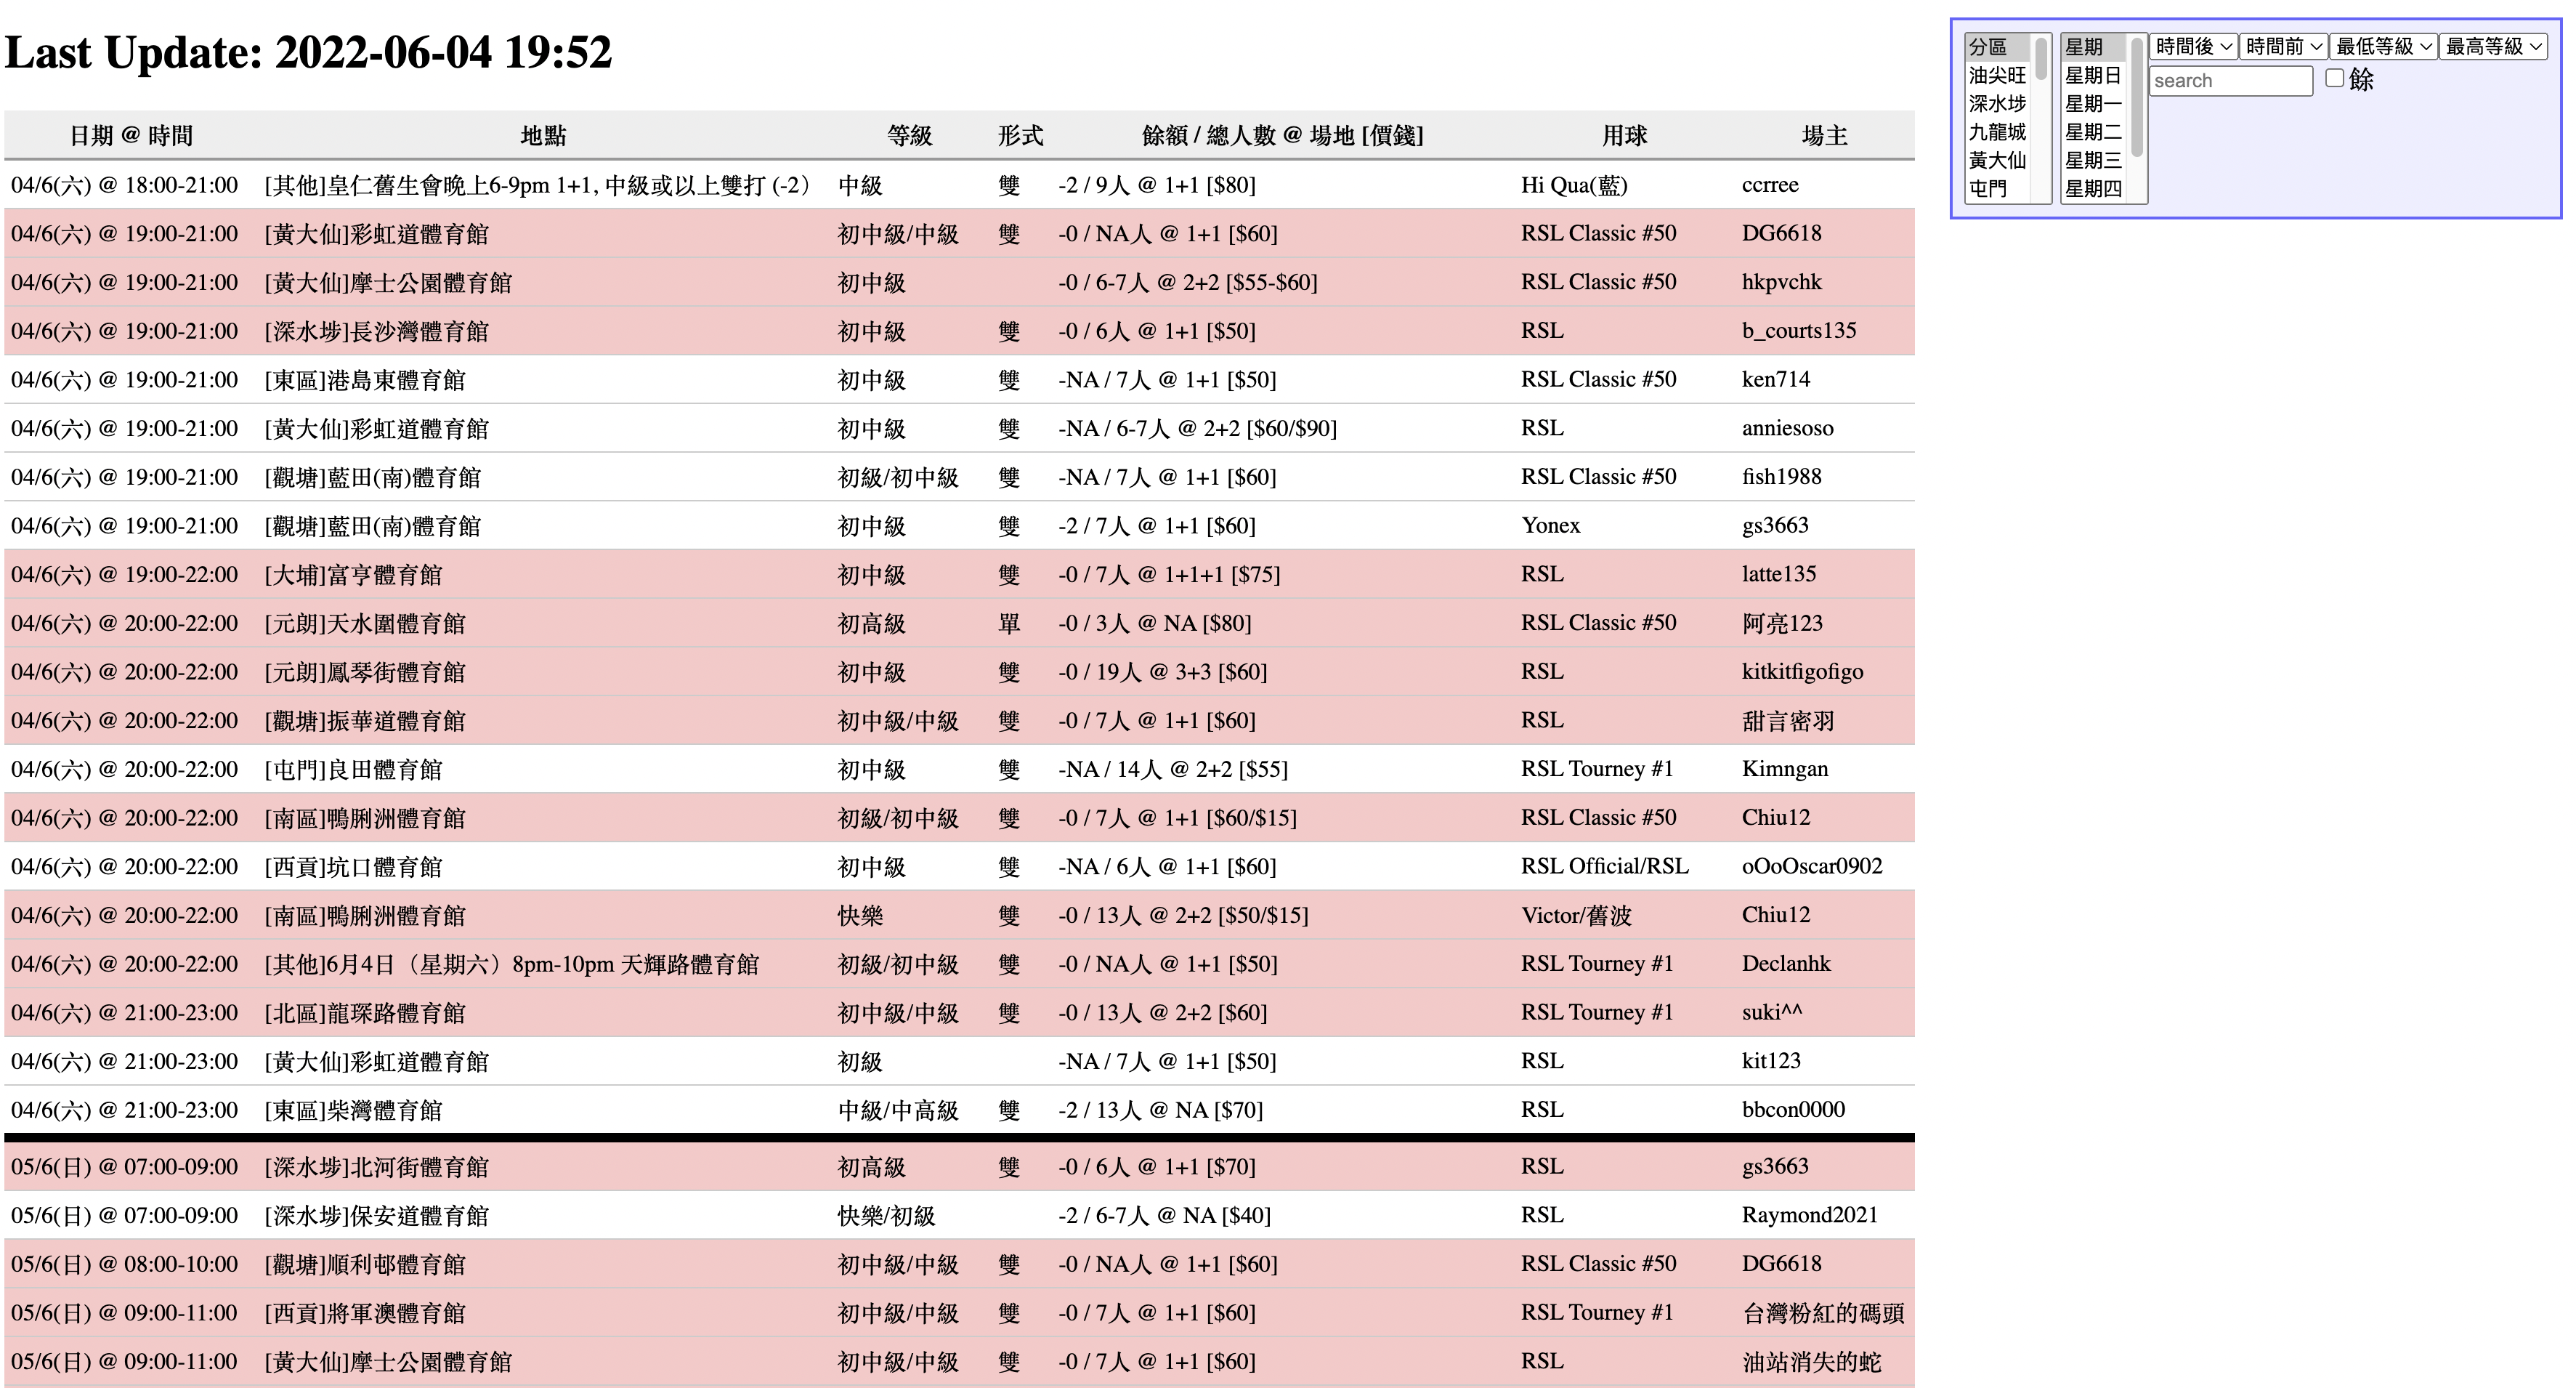 Last Update: 2022-06-04 19:52
分區
油尖旺
深水埗
九龍城
黃大仙
屯門
星期
星期日
星期一
星期二
星期三
星期四
時間後 時間前 最低等級 最高等級
search 餘
日期 @ 時間 地點 等級 形式 餘額 / 總人數 @ 場地 [價錢] 用球 場主
04/6(六) @ 18:00-21:00 [其他]皇仁舊生會晚上6-9pm 1+1, 中級或以上雙打 (-2) 中級 雙 -2 / 9人 @ 1+1 [$80] Hi Qua(藍) ccrree
04/6(六) @ 19:00-21:00 [黃大仙]彩虹道體育館 初中級/中級 雙 -0 / NA人 @ 1+1 [$60] RSL Classic #50 DG6618
04/6(六) @ 19:00-21:00 [黃大仙]摩士公園體育館 初中級 -0 / 6-7人 @ 2+2 [$55-$60] RSL Classic #50 hkpvchk
04/6(六) @ 19:00-21:00 [深水埗]長沙灣體育館 初中級 雙 -0 / 6人 @ 1+1 [$50] RSL b_courts135
04/6(六) @ 19:00-21:00 [東區]港島東體育館 初中級 雙 -NA / 7人 @ 1+1 [$50] RSL Classic #50 ken714
04/6(六) @ 19:00-21:00 [黃大仙]彩虹道體育館 初中級 雙 -NA / 6-7人 @ 2+2 [$60/$90] RSL anniesoso
04/6(六) @ 19:00-21:00 [觀塘]藍田(南)體育館 初級/初中級 雙 -NA / 7人 @ 1+1 [$60] RSL Classic #50 fish1988
04/6(六) @ 19:00-21:00 [觀塘]藍田(南)體育館 初中級 雙 -2 / 7人 @ 1+1 [$60] Yonex gs3663
04/6(六) @ 19:00-22:00 [大埔]富亨體育館 初中級 雙 -0 / 7人 @ 1+1+1 [$75] RSL latte135
04/6(六) @ 20:00-22:00 [元朗]天水圍體育館 初高級 單 -0 / 3人 @ NA [$80] RSL Classic #50 阿亮123
04/6(六) @ 20:00-22:00 [元朗]鳳琴街體育館 初中級 雙 -0 / 19人 @ 3+3 [$60] RSL kitkitfigofigo
04/6(六) @ 20:00-22:00 [觀塘]振華道體育館 初中級/中級 雙 -0 / 7人 @ 1+1 [$60] RSL 甜言密羽
04/6(六) @ 20:00-22:00 [屯門]良田體育館 初中級 雙 -NA / 14人 @ 2+2 [$55] RSL Tourney #1 Kimngan
04/6(六) @ 20:00-22:00 [南區]鴨脷洲體育館 初級/初中級 雙 -0 / 7人 @ 1+1 [$60/$15] RSL Classic #50 Chiu12
04/6(六) @ 20:00-22:00 [西貢]坑口體育館 初中級 雙 -NA / 6人 @ 1+1 [$60] RSL Official/RSL oOoOscar0902
04/6(六) @ 20:00-22:00 [南區]鴨脷洲體育館 快樂 雙 -0 / 13人 @ 2+2 [$50/$15] Victor/舊波 Chiu12
04/6(六) @ 20:00-22:00 [其他]6月4日（星期六）8pm-10pm 天輝路體育館 初級/初中級 雙 -0 / NA人 @ 1+1 [$50] RSL Tourney #1 Declanhk
04/6(六) @ 21:00-23:00 [北區]龍琛路體育館 初中級/中級 雙 -0 / 13人 @ 2+2 [$60] RSL Tourney #1 suki^^
04/6(六) @ 21:00-23:00 [黃大仙]彩虹道體育館 初級 -NA / 7人 @ 1+1 [$50] RSL kit123
04/6(六) @ 21:00-23:00 [東區]柴灣體育館 中級/中高級 雙 -2 / 13人 @ NA [$70] RSL bbcon0000
05/6(日) @ 07:00-09:00 [深水埗]北河街體育館 初高級 雙 -0 / 6人 @ 1+1 [$70] RSL gs3663
05/6(日) @ 07:00-09:00 [深水埗]保安道體育館 快樂/初級 -2 / 6-7人 @ NA [$40] RSL Raymond2021
05/6(日) @ 08:00-10:00 [觀塘]順利邨體育館 初中級/中級 雙 -0 / NA人 @ 1+1 [$60] RSL Classic #50 DG6618
05/6(日) @ 09:00-11:00 [西貢]將軍澳體育館 初中級/中級 雙 -0 / 7人 @ 1+1 [$60] RSL Tourney #1 台灣粉紅的碼頭
05/6(日) @ 09:00-11:00 [黃大仙]摩士公園體育館 初中級/中級 雙 -0 / 7人 @ 1+1 [$60] RSL 油站消失的蛇